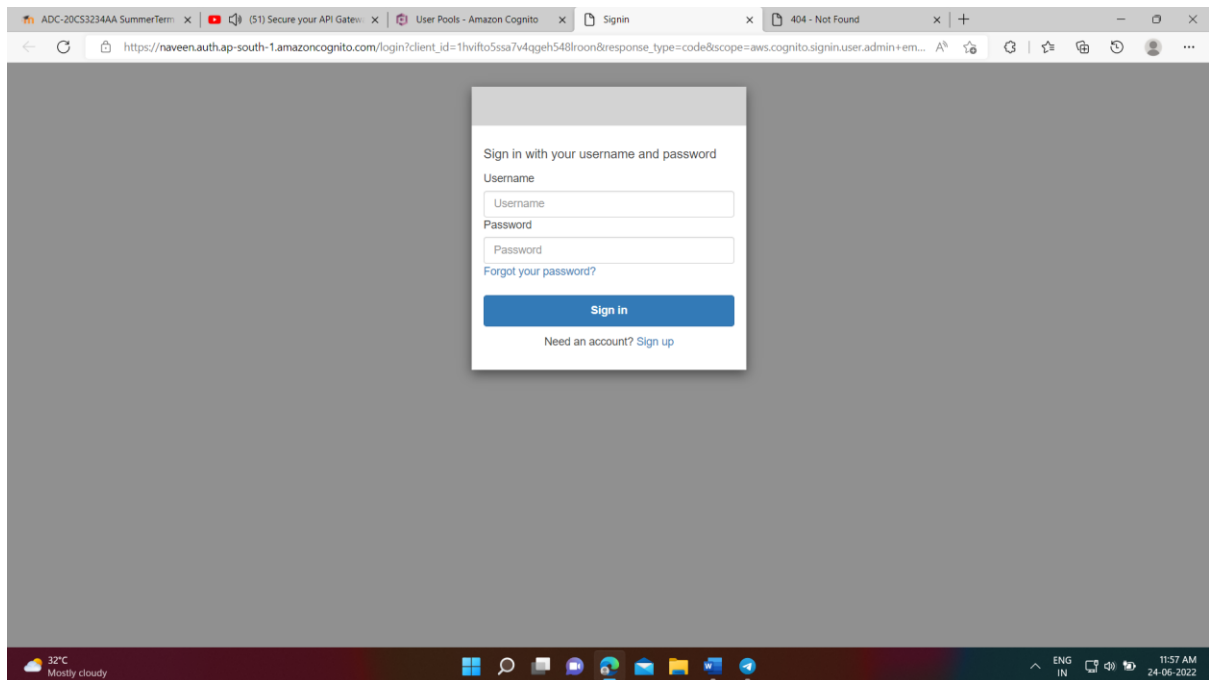 ADC-20CS3234AA SummerTerm
(51) Secure your API Gatew
User Pools - Amazon Cognito
Signin
404 - Not Found
https://naveen.auth.ap-south-1.amazoncognito.com/login?client_id=1hvifto5ssa7v4qgeh548lroon&response_type=code&scope=aws.cognito.signin.user.admin+em...
Sign in with your username and password
Username
Username
Password
Password
Forgot your password?
Sign in
Need an account? Sign up
32°C
Mostly cloudy
ENG
IN
11:57 AM
24-06-2022